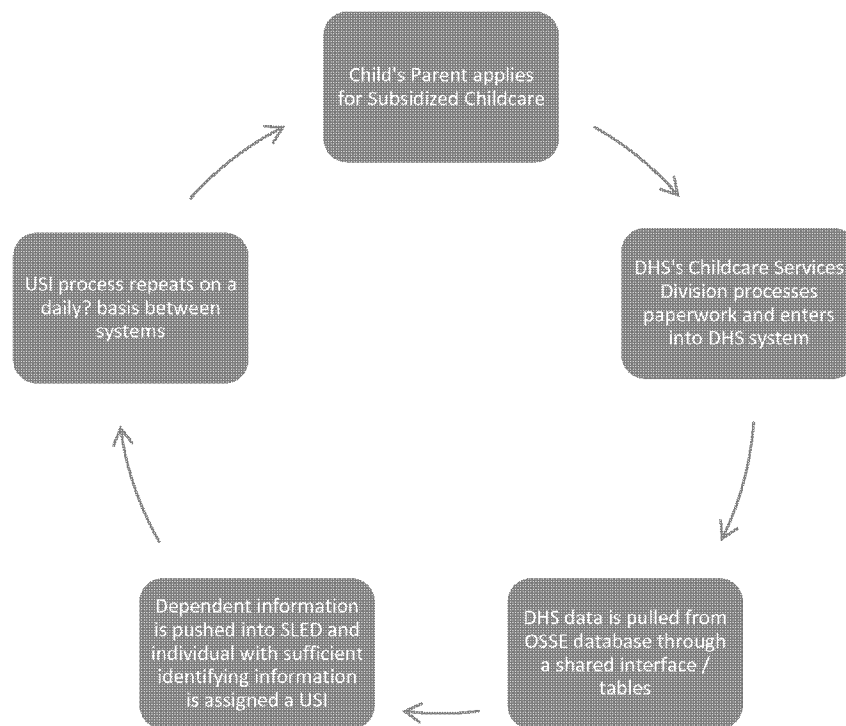 Child's Parent applies
for Subsidized Childcare
DHS's Childcare Services
Division processes
paperwork and enters
into DHS system
DHS data is pulled from
OSSE database through
a shared interface /
tables
Dependent information
is pushed into SLED and
individual with sufficient
identifying information
is assigned a USI
USI process repeats on a
daily? basis between
systems